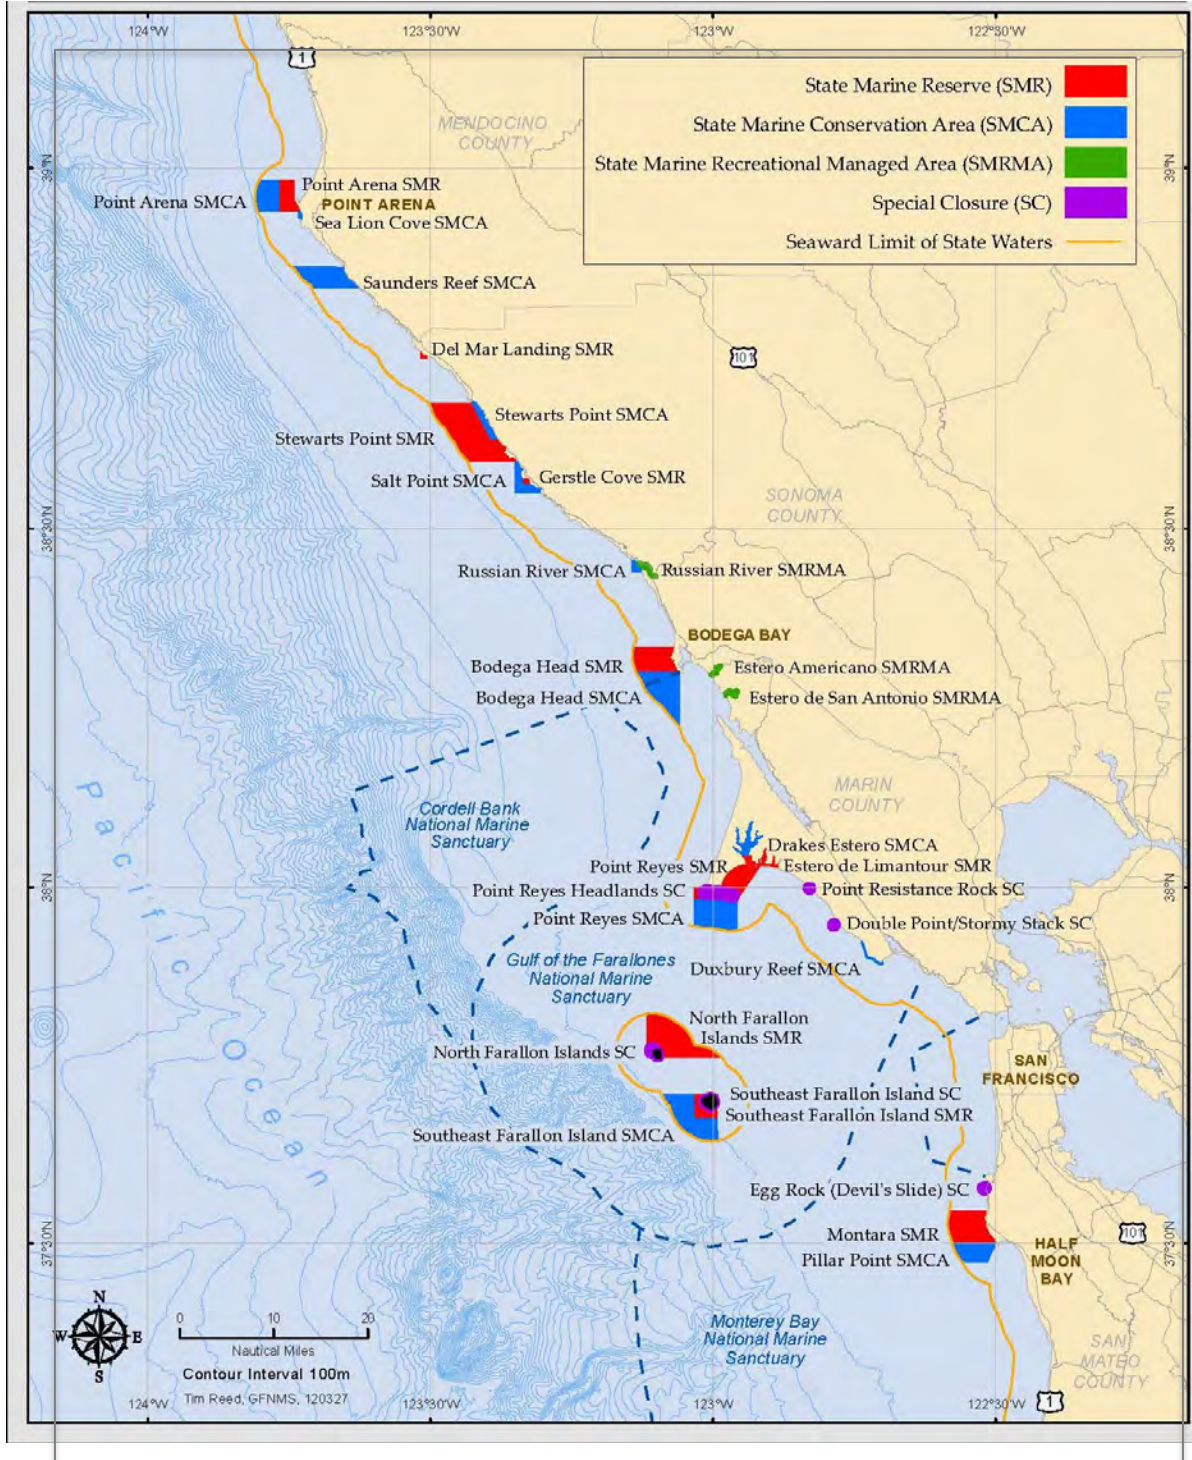 124°W
123°30'W
123°W
122°30'W
1
State Marine Reserve (SMR)
State Marine Conservation Area (SMCA)
State Marine Recreational Managed Area (SMRMA)
Special Closure (SC)
Seaward Limit of State Waters
MENDOCINO
COUNTY
39°N
39°N
Point Arena SMR
Point Arena SMCA
POINT ARENA
Sea Lion Cove SMCA
Saunders Reef SMCA
Del Mar Landing SMR
101
Stewarts Point SMCA
Stewarts Point SMR
Salt Point SMCA
Gerstle Cove SMR
SONOMA
COUNTY
38°30'N
38°30'N
Russian River SMCA
Russian River SMRMA
BODEGA BAY
Bodega Head SMR
Estero Americano SMRMA
Bodega Head SMCA
Estero de San Antonio SMRMA
MARIN
COUNTY
Cordell Bank
National Marine
Sanctuary
Drakes Estero SMCA
Point Reyes SMR
Estero de Limantour SMR
38°N
38°N
Point Reyes Headlands SC
Point Resistance Rock SC
Point Reyes SMCA
Double Point/Stormy Stack SC
Gulf of the Farallones
National Marine
Sanctuary
Duxbury Reef SMCA
Pacific Ocean
North Farallon
Islands SMR
North Farallon Islands SC
SAN
FRANCISCO
Southeast Farallon Island SC
Southeast Farallon Island SMR
Southeast Farallon Island SMCA
Egg Rock (Devil's Slide) SC
Montara SMR
Pillar Point SMCA
37°30'N
37°30'N
101
HALF
MOON
BAY
N
W
E
S
0
10
20
Nautical Miles
Contour Interval 100m
Tim Reed, GFNMS, 120327
Monterey Bay
National Marine
Sanctuary
SAN
MATEO
COUNTY
1
124°W
123°30'W
123°W
122°30'W